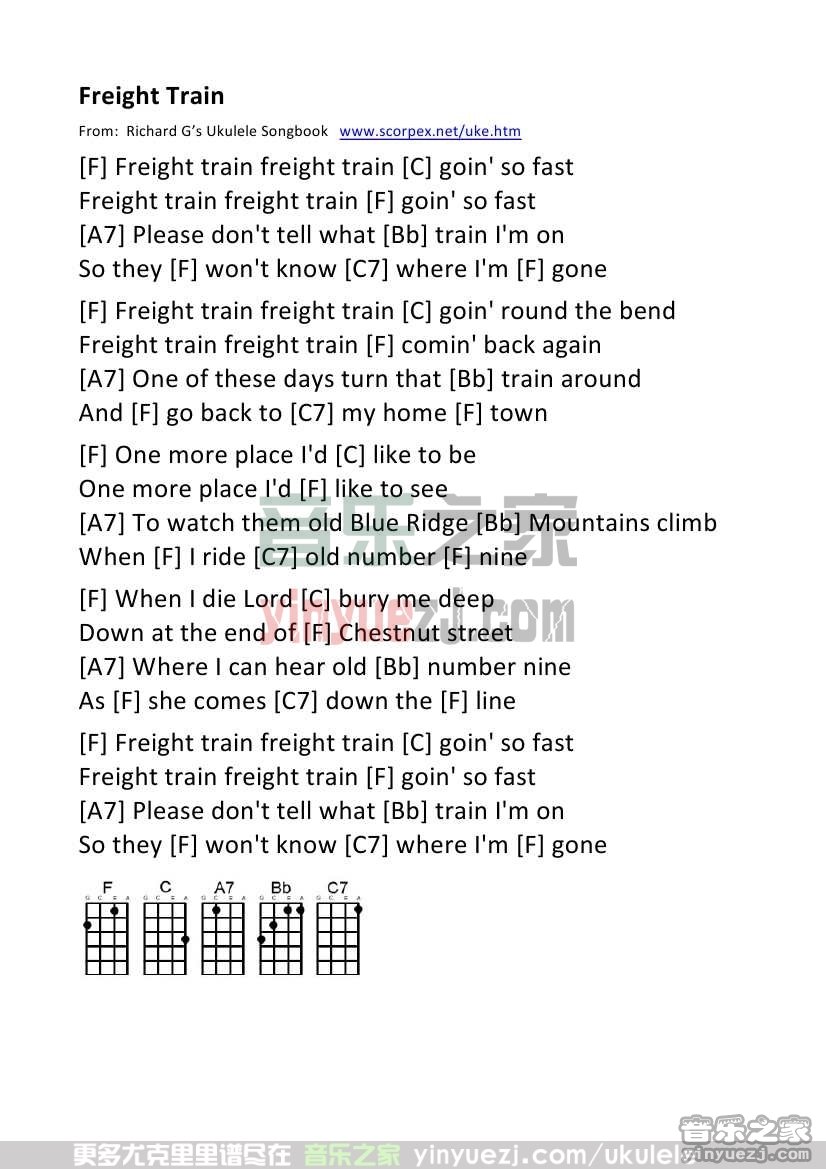 Freight Train
From: Richard G's Ukulele Songbook www.scorpex.net/uke.htm
[F] Freight train freight train [C] goin' so fast
Freight train freight train [F] goin' so fast
[A7] Please don't tell what [Bb] train I'm on
So they [F] won't know [C7] where I'm [F] gone
[F] Freight train freight train [C] goin' round the bend
Freight train freight train [F] comin' back again
[A7] One of these days turn that [Bb] train around
And [F] go back to [C7] my home [F] town
[F] One more place I'd [C] like to be
One more place I'd [F] like to see
[A7] To watch them old Blue Ridge [Bb] Mountains climb
When [F] I ride [C7] old number [F] nine
音乐之家
[F] When I die Lord [C] bury me deep
yinyuezj.com
Down at the end of [F] Chestnut street
[A7] Where I can hear old [Bb] number nine
As [F] she comes [C7] down the [F] line
[F] Freight train freight train [C] goin' so fast
Freight train freight train [F] goin' so fast
[A7] Please don't tell what [Bb] train I'm on
So they [F] won't know [C7] where I'm [F] gone
F C A7 Bb C7
G C E A G C E A G C E A G C E A G C E A
音乐之家
yinyuezj.com
更多尤克里里谱尽在 音乐之家 yinyuezj.com/ukulele